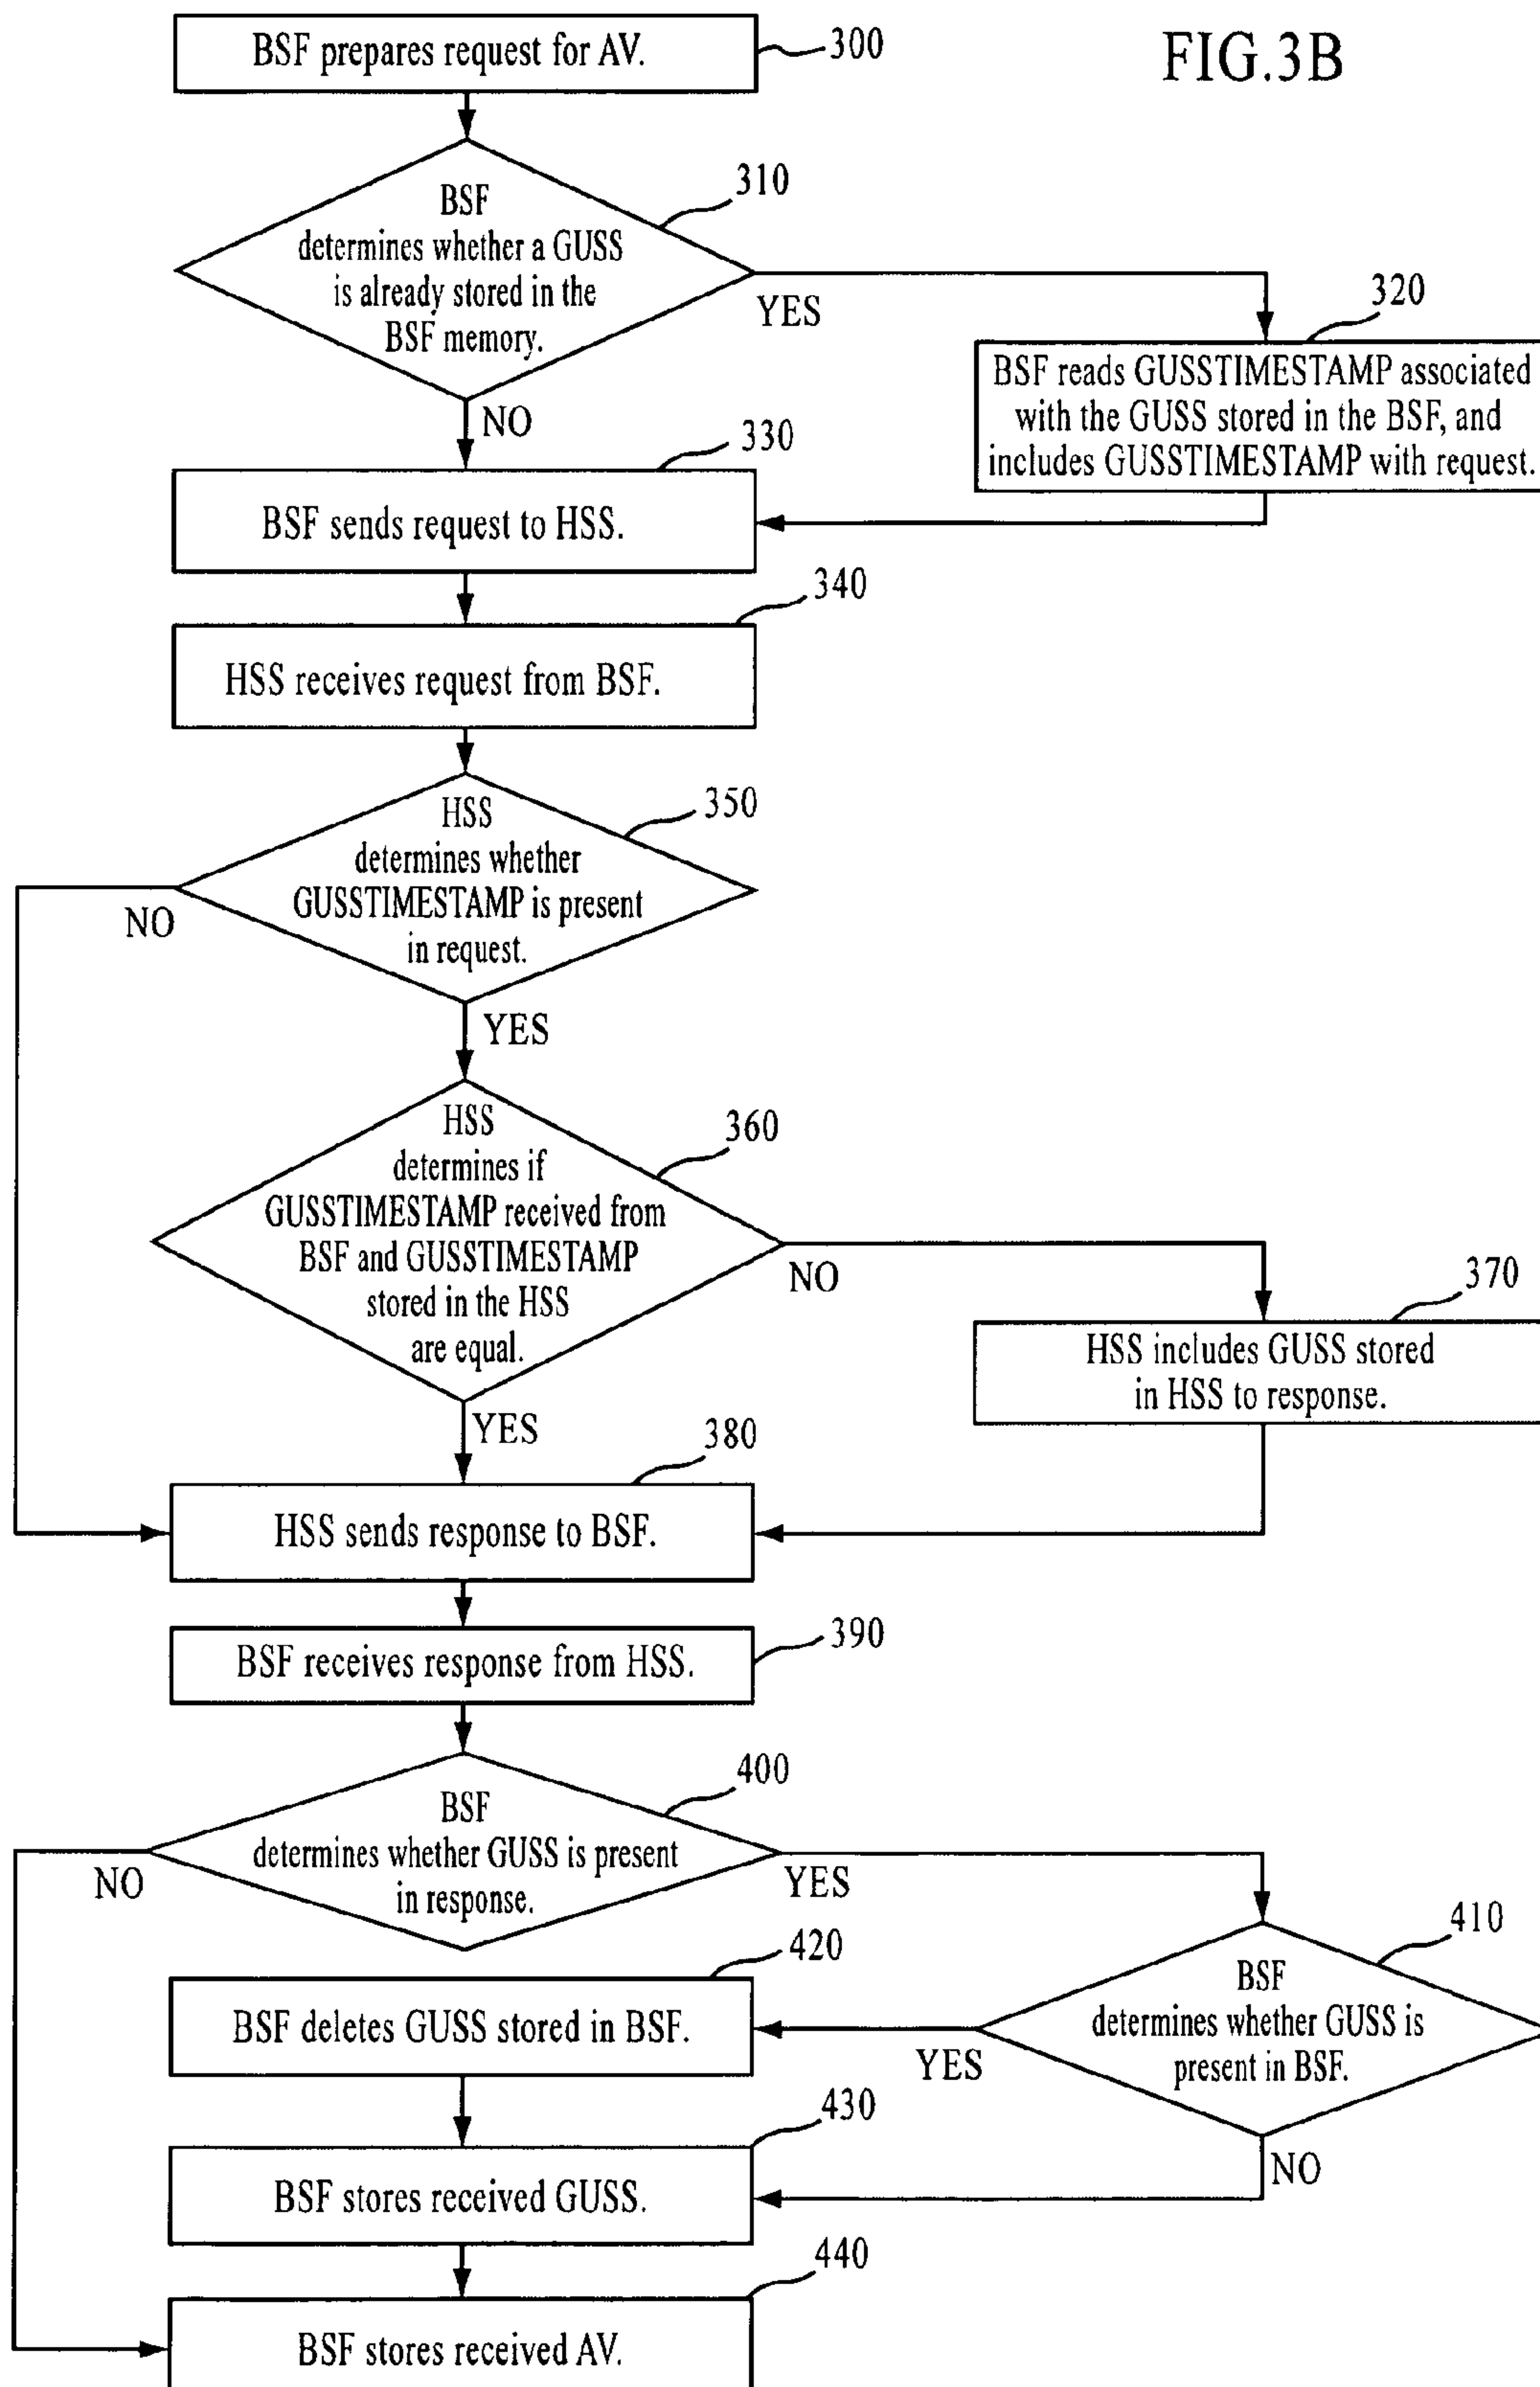 FIG.3B
BSF prepares request for AV.
300
310
BSF
determines whether a GUSS
is already stored in the
BSF memory.
YES
NO
320
BSF reads GUSSTIMESTAMP associated
with the GUSS stored in the BSF, and
includes GUSSTIMESTAMP with request.
330
BSF sends request to HSS.
340
HSS receives request from BSF.
350
HSS
determines whether
GUSSTIMESTAMP is present
in request.
NO
YES
360
HSS
determines if
GUSSTIMESTAMP received from
BSF and GUSSTIMESTAMP
stored in the HSS
are equal.
NO
YES
370
HSS includes GUSS stored
in HSS to response.
380
HSS sends response to BSF.
390
BSF receives response from HSS.
400
BSF
determines whether GUSS is present
in response.
NO
YES
410
BSF
determines whether GUSS is
present in BSF.
YES
NO
420
BSF deletes GUSS stored in BSF.
430
BSF stores received GUSS.
440
BSF stores received AV.